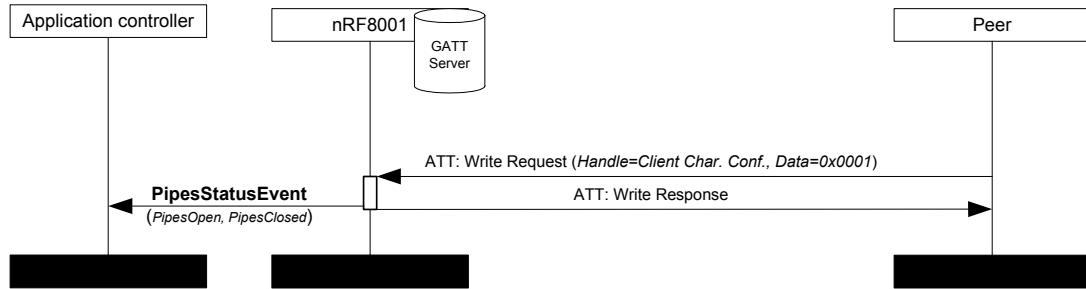 Application controller
nRF8001
GATT
Server
Peer
ATT: Write Request (Handle=Client Char. Conf., Data=0x0001)
PipesStatusEvent
(PipesOpen, PipesClosed)
ATT: Write Response